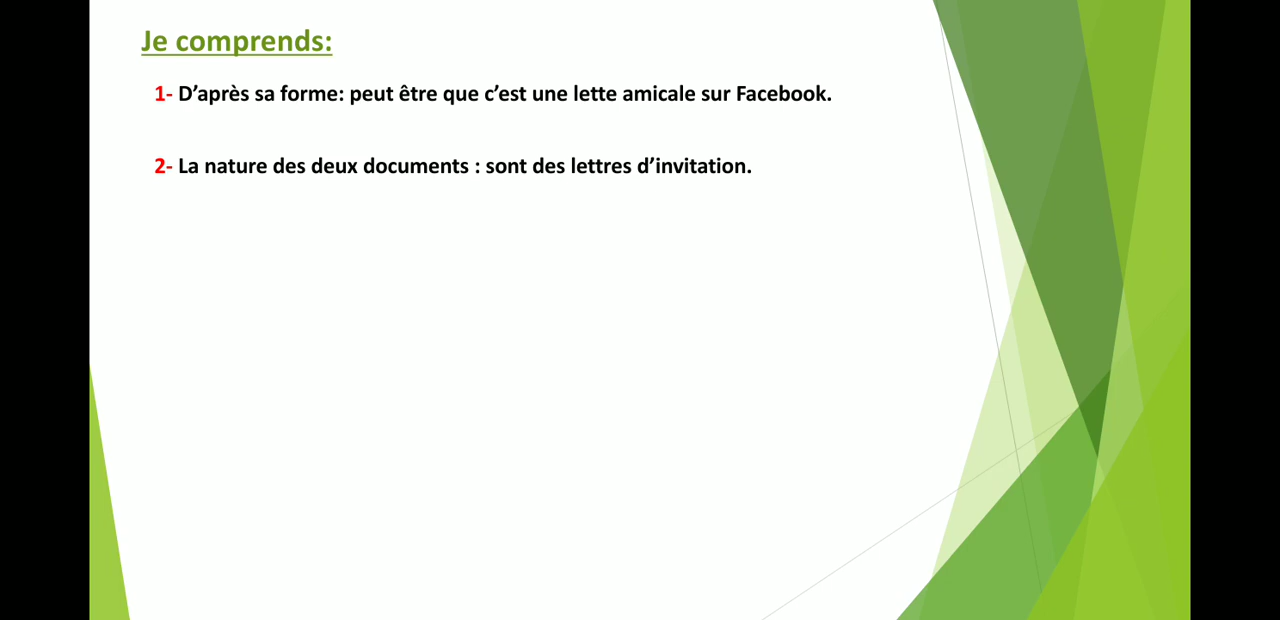 Je comprends:
1- D’après sa forme: peut être que c’est une lette amicale sur Facebook.
2- La nature des deux documents : sont des lettres d’invitation.